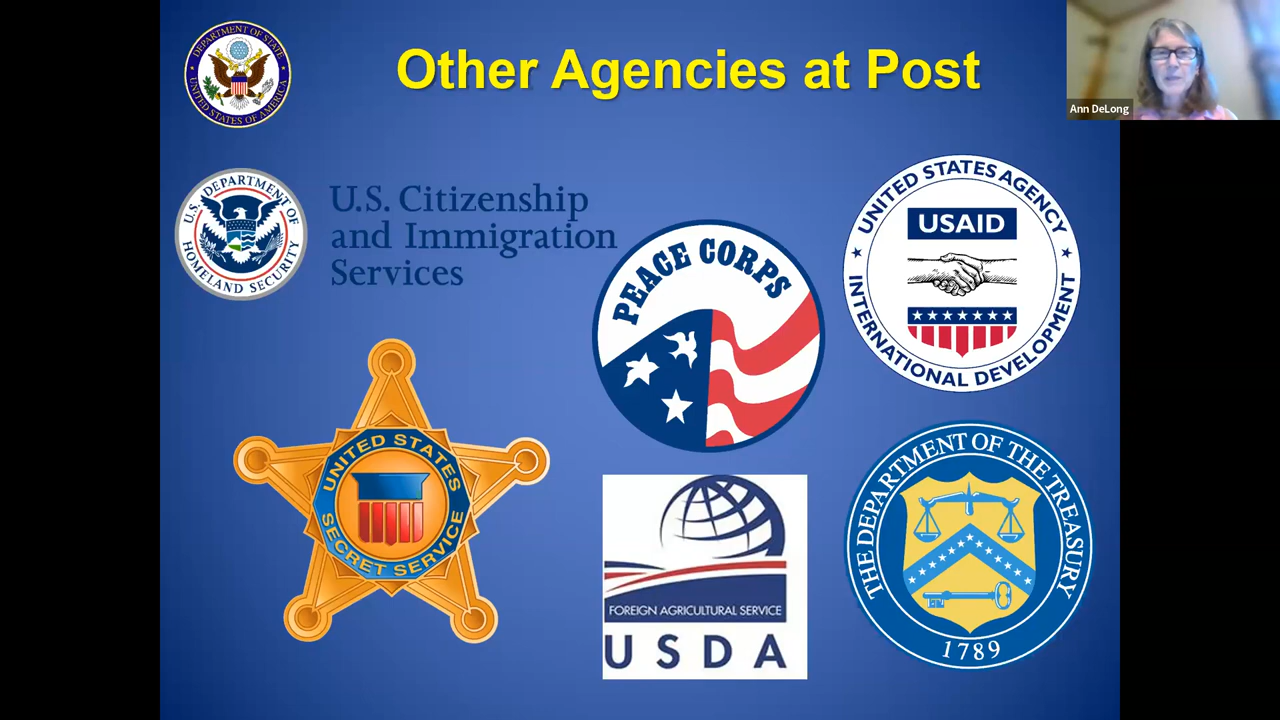 DEPARTMENT OF STATE
UNITED STATES OF AMERICA
Other Agencies at Post
Ann DeLong
U.S. DEPARTMENT OF
HOMELAND SECURITY
U.S. Citizenship
and Immigration
Services
PEACE CORPS
UNITED STATES AGENCY
USAID
INTERNATIONAL DEVELOPMENT
UNITED STATES
SECRET SERVICE
FOREIGN AGRICULTURAL SERVICE
USDA
THE DEPARTMENT OF THE TREASURY
1789